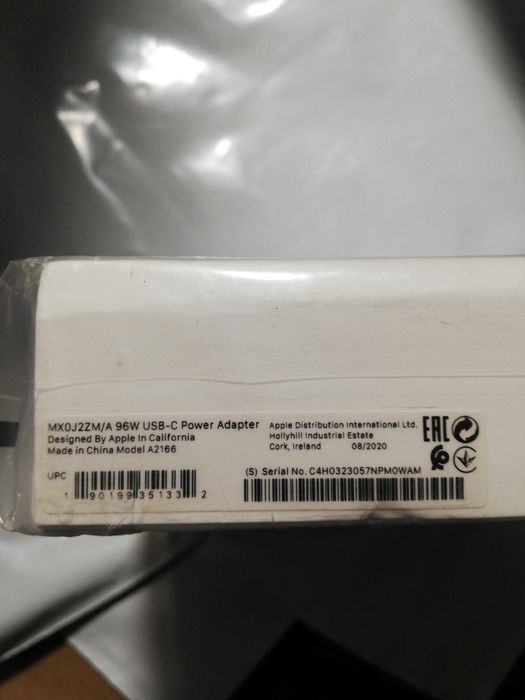 MX0J2ZM/A 96W USB-C Power Adapter
Designed By Apple In California
Made in China Model A2166
Apple Distribution International Ltd.
Hollyhill Industrial Estate
Cork, Ireland 08/2020
EAC
UPC
1 90199 35133 2
(S) Serial No. C4H0323057NPM0WAM